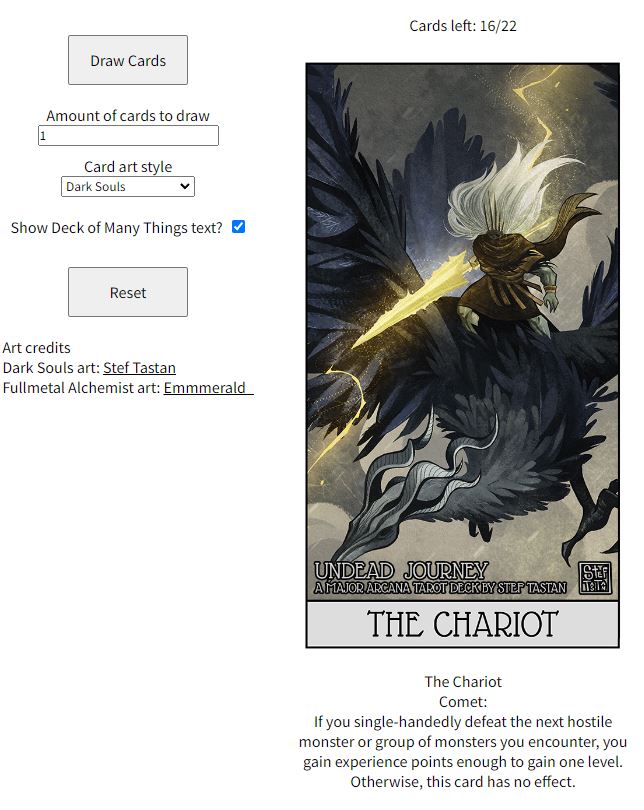 Cards left: 16/22
Draw Cards
Amount of cards to draw
1
Card art style
Dark Souls
Show Deck of Many Things text?
Reset
Art credits
Dark Souls art: Stef Tastan
Fullmetal Alchemist art: Emmmerald_
UNDEAD JOURNEY
A MAJOR ARCANA TAROT DECK BY STEF TASTAN
STEF
THE CHARIOT
The Chariot
Comet:
If you single-handedly defeat the next hostile
monster or group of monsters you encounter, you
gain experience points enough to gain one level.
Otherwise, this card has no effect.